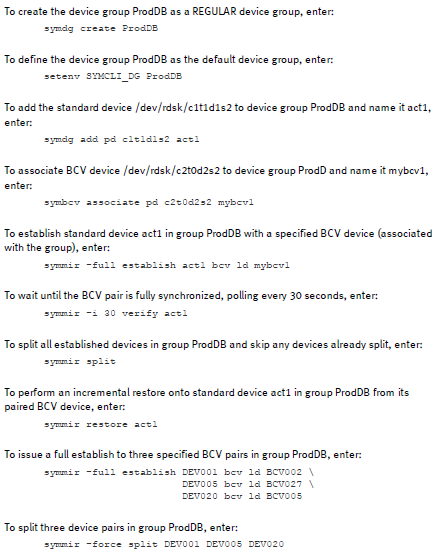 To create the device group ProdDB as a REGULAR device group, enter:
symdg create ProdDB
To define the device group ProdDB as the default device group, enter:
setenv SYMCLI_DG ProdDB
To add the standard device /dev/rdsk/c1t1d1s2 to device group ProdDB and name it act1,
enter:
symdg add pd c1t1d1s2 act1
To associate BCV device /dev/rdsk/c2t0d2s2 to device group ProdD and name it mybcv1,
enter:
symbcv associate pd c2t0d2s2 mybcv1
To establish standard device act1 in group ProdDB with a specified BCV device (associated
with the group), enter:
symmir -full establish act1 bcv ld mybcv1
To wait until the BCV pair is fully synchronized, polling every 30 seconds, enter:
symmir -i 30 verify act1
To split all established devices in group ProdDB and skip any devices already split, enter:
symmir split
To perform an incremental restore onto standard device act1 in group ProdDB from its
paired BCV device, enter:
symmir restore act1
To issue a full establish to three specified BCV pairs in group ProdDB, enter:
symmir -full establish DEV001 bcv ld BCV002 \
DEV005 bcv ld BCV027 \
DEV020 bcv ld BCV005
To split three device pairs in group ProdDB, enter:
symmir -force split DEV001 DEV005 DEV020